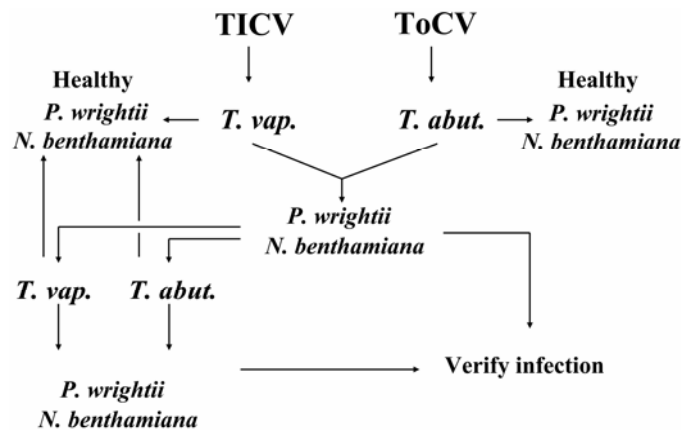 TICV
ToCV
Healthy
P. wrightii
N. benthamiana
T. vap.
T. abut.
Healthy
P. wrightii
N. benthamiana
P. wrightii
N. benthamiana
T. vap.
T. abut.
Verify infection
P. wrightii
N. benthamiana